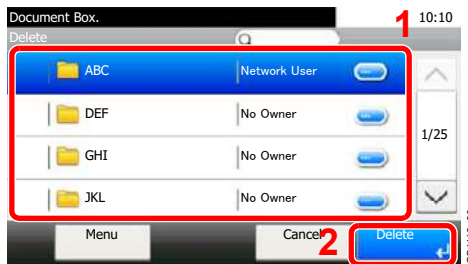 Document Box.
1
10:10
Delete
ABC
Network User
DEF
No Owner
1/25
GHI
No Owner
JKL
No Owner
Menu
Cancel
2
Delete